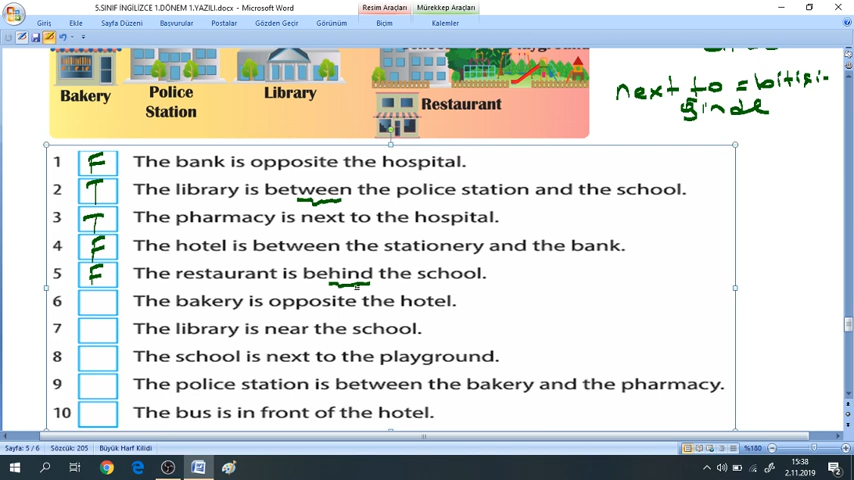 5.SINIF İNGİLİZCE 1.DÖNEM 1.YAZILI.docx - Microsoft Word
Resim Araçları
Mürekkep Araçları
Giriş Ekle Sayfa Düzeni Başvurular Postalar Gözden Geçir Görünüm Biçim Kalemler
Bakery
Police
Station
Library
Restaurant
next to = bitişi-
ğinde
1 F The bank is opposite the hospital.
2 T The library is between the police station and the school.
3 T The pharmacy is next to the hospital.
4 F The hotel is between the stationery and the bank.
5 F The restaurant is behind the school.
6 The bakery is opposite the hotel.
7 The library is near the school.
8 The school is next to the playground.
9 The police station is between the bakery and the pharmacy.
10 The bus is in front of the hotel.
Sayfa: 5 / 6 Sözcük: 205 Büyük Harf Kilidi %180
15:38
2.11.2019